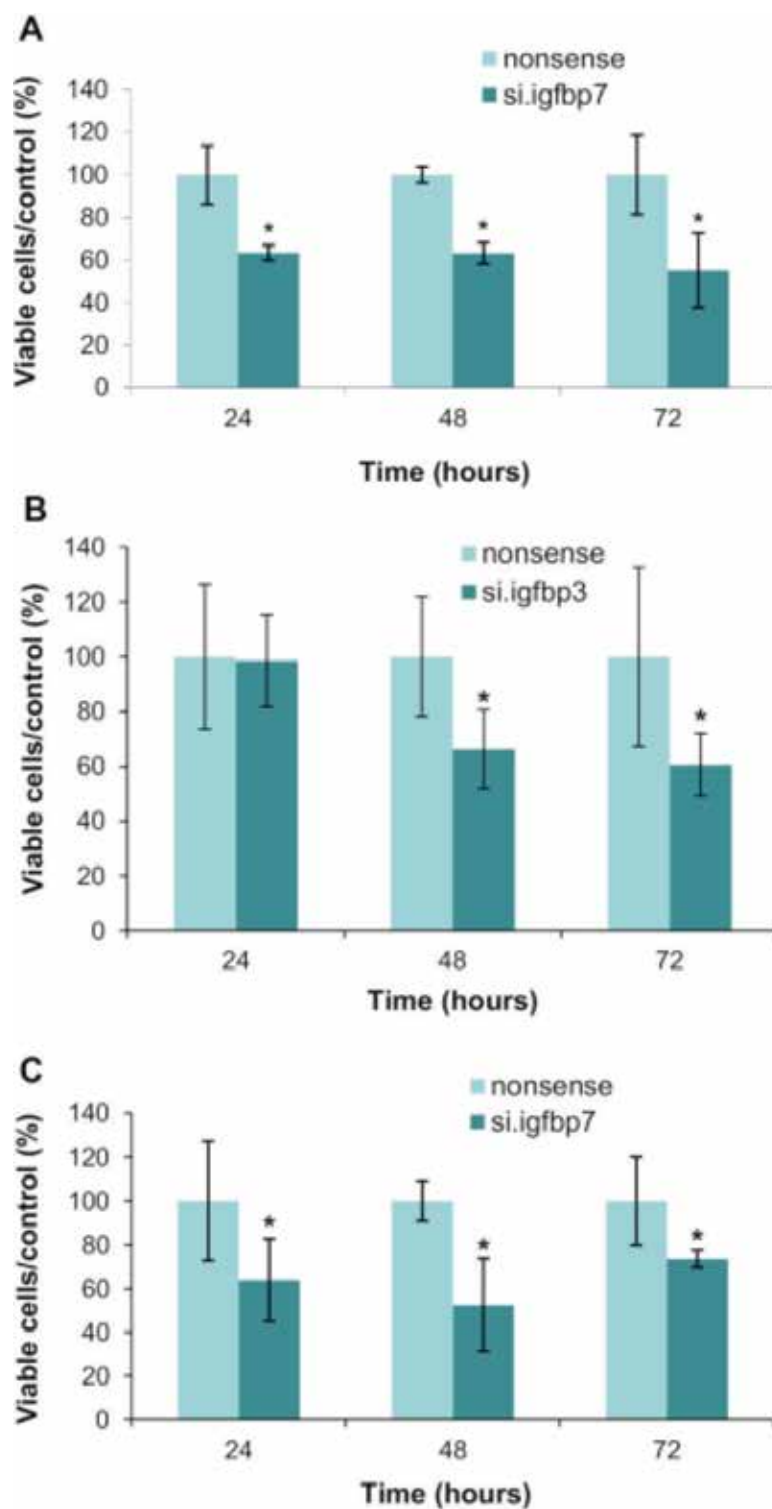 A
nonsense
si.igfbp7
Viable cells/control (%)
140
120
100
80
60
40
20
0
* * *
24 48 72
Time (hours)
B
nonsense
si.igfbp3
Viable cells/control (%)
140
120
100
80
60
40
20
0
* *
24 48 72
Time (hours)
C
nonsense
si.igfbp7
Viable cells/control (%)
140
120
100
80
60
40
20
0
* * *
24 48 72
Time (hours)